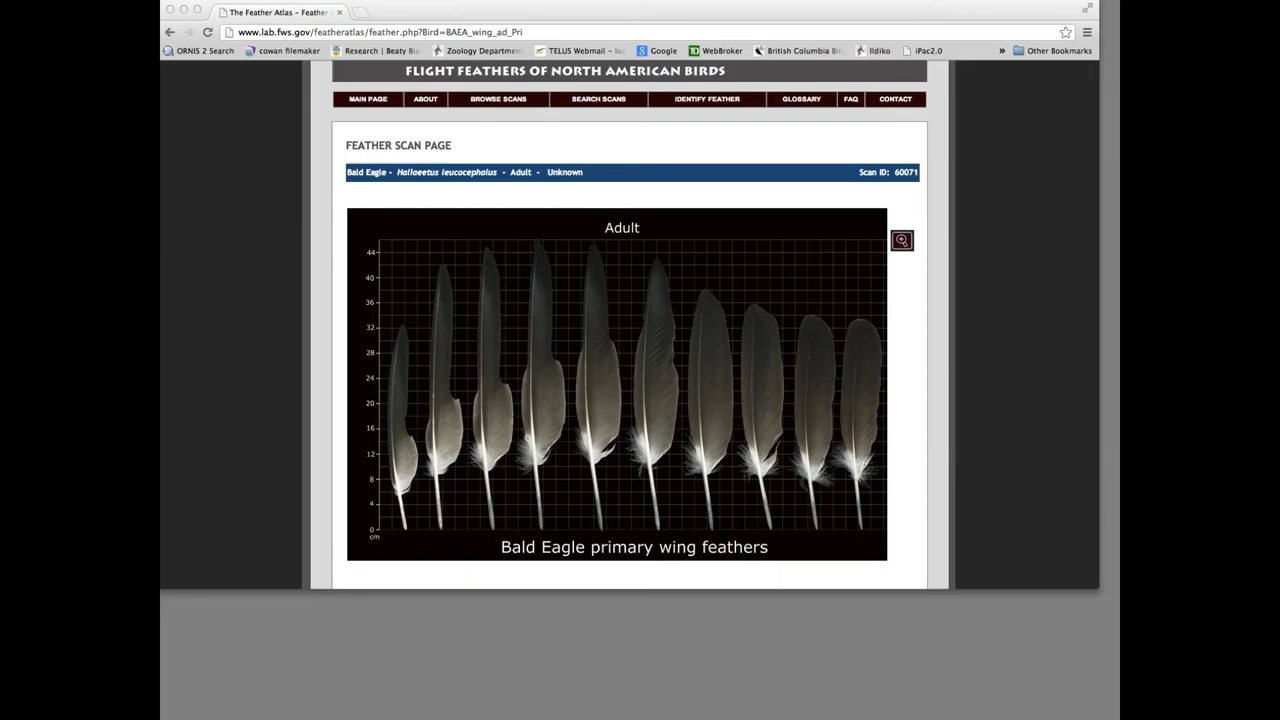 The Feather Atlas – Feather
www.lab.fws.gov/featheratlas/feather.php?Bird=BAEA_wing_ad_Pri
ORNIS 2 Search cowan filemaker Research | Beaty Bio Zoology Department TELUS Webmail – log Google WebBroker British Columbia Bir Ildiko iPac2.0 » Other Bookmarks
FLIGHT FEATHERS OF NORTH AMERICAN BIRDS
MAIN PAGE ABOUT BROWSE SCANS SEARCH SCANS IDENTIFY FEATHER GLOSSARY FAQ CONTACT
FEATHER SCAN PAGE
Bald Eagle - Haliaeetus leucocephalus - Adult - Unknown Scan ID: 60071
Adult
44
40
36
32
28
24
20
16
12
8
4
0
cm
Bald Eagle primary wing feathers